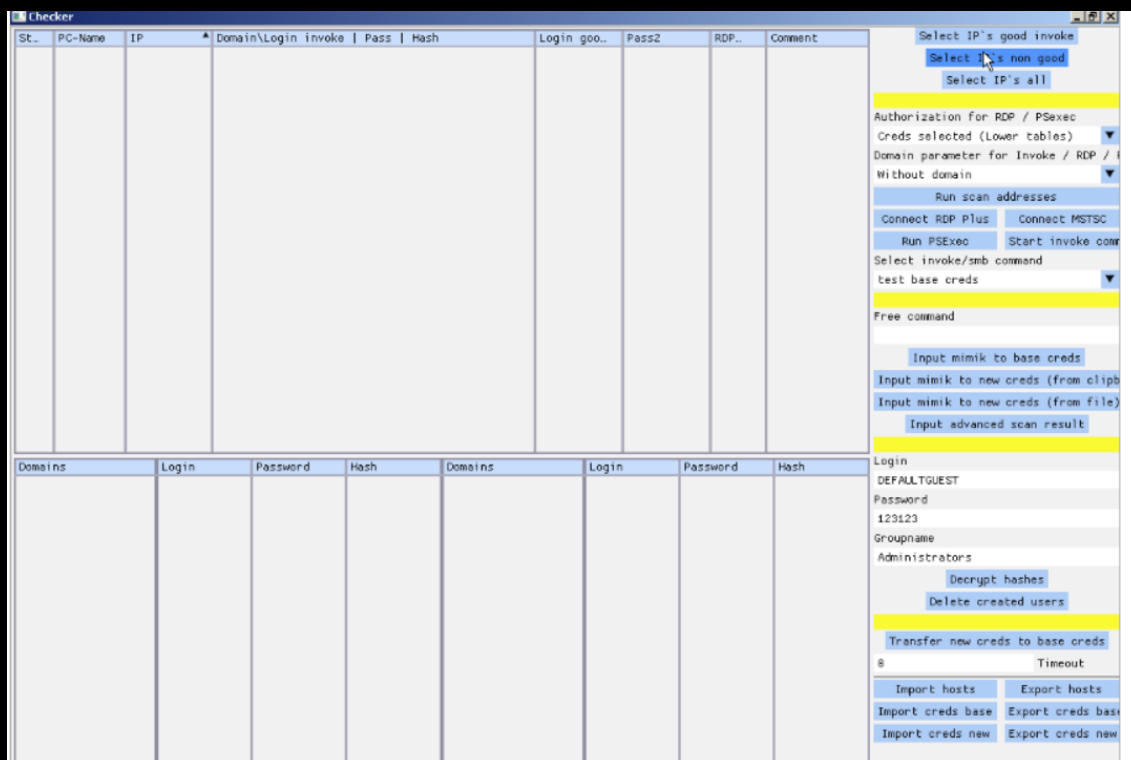 Checker
St_ PC-Name IP Domain\Login invoke | Pass | Hash Login goo.. Pass2 RDP.. Comment
Select IP`s good invoke
Select IP`s non good
Select IP`s all
Authorization for RDP / PSexec
Creds selected (Lower tables)
Domain parameter for Invoke / RDP /
Without domain
Run scan addresses
Connect RDP Plus Connect MSTSC
Run PSExec Start invoke comm
Select invoke/smb command
test base creds
Free command
Input mimik to base creds
Input mimik to new creds (from clipb
Input mimik to new creds (from file)
Input advanced scan result
Domains Login Password Hash Domains Login Password Hash
Login
DEFAULTGUEST
Password
123123
Groupname
Administrators
Decrypt hashes
Delete created users
Transfer new creds to base creds
0 Timeout
Import hosts Export hosts
Import creds base Export creds base
Import creds new Export creds new